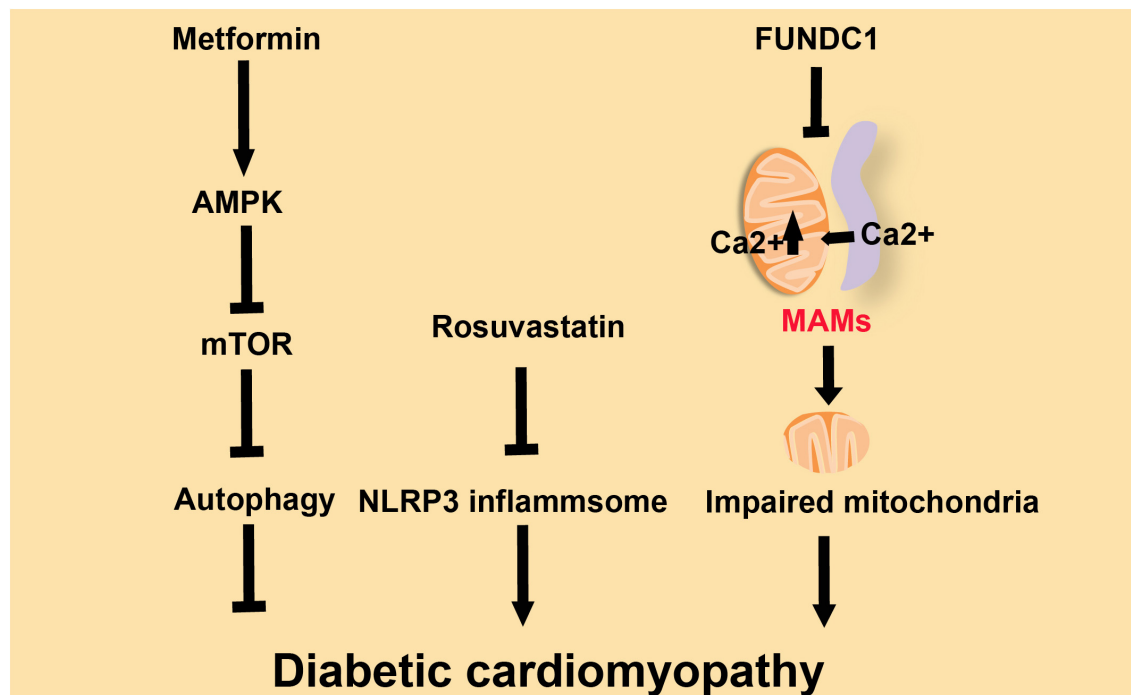 Metformin
FUNDC1
AMPK
Ca2+
Ca2+
mTOR
Rosuvastatin
MAMs
Autophagy
NLRP3 inflammsome
Impaired mitochondria
Diabetic cardiomyopathy